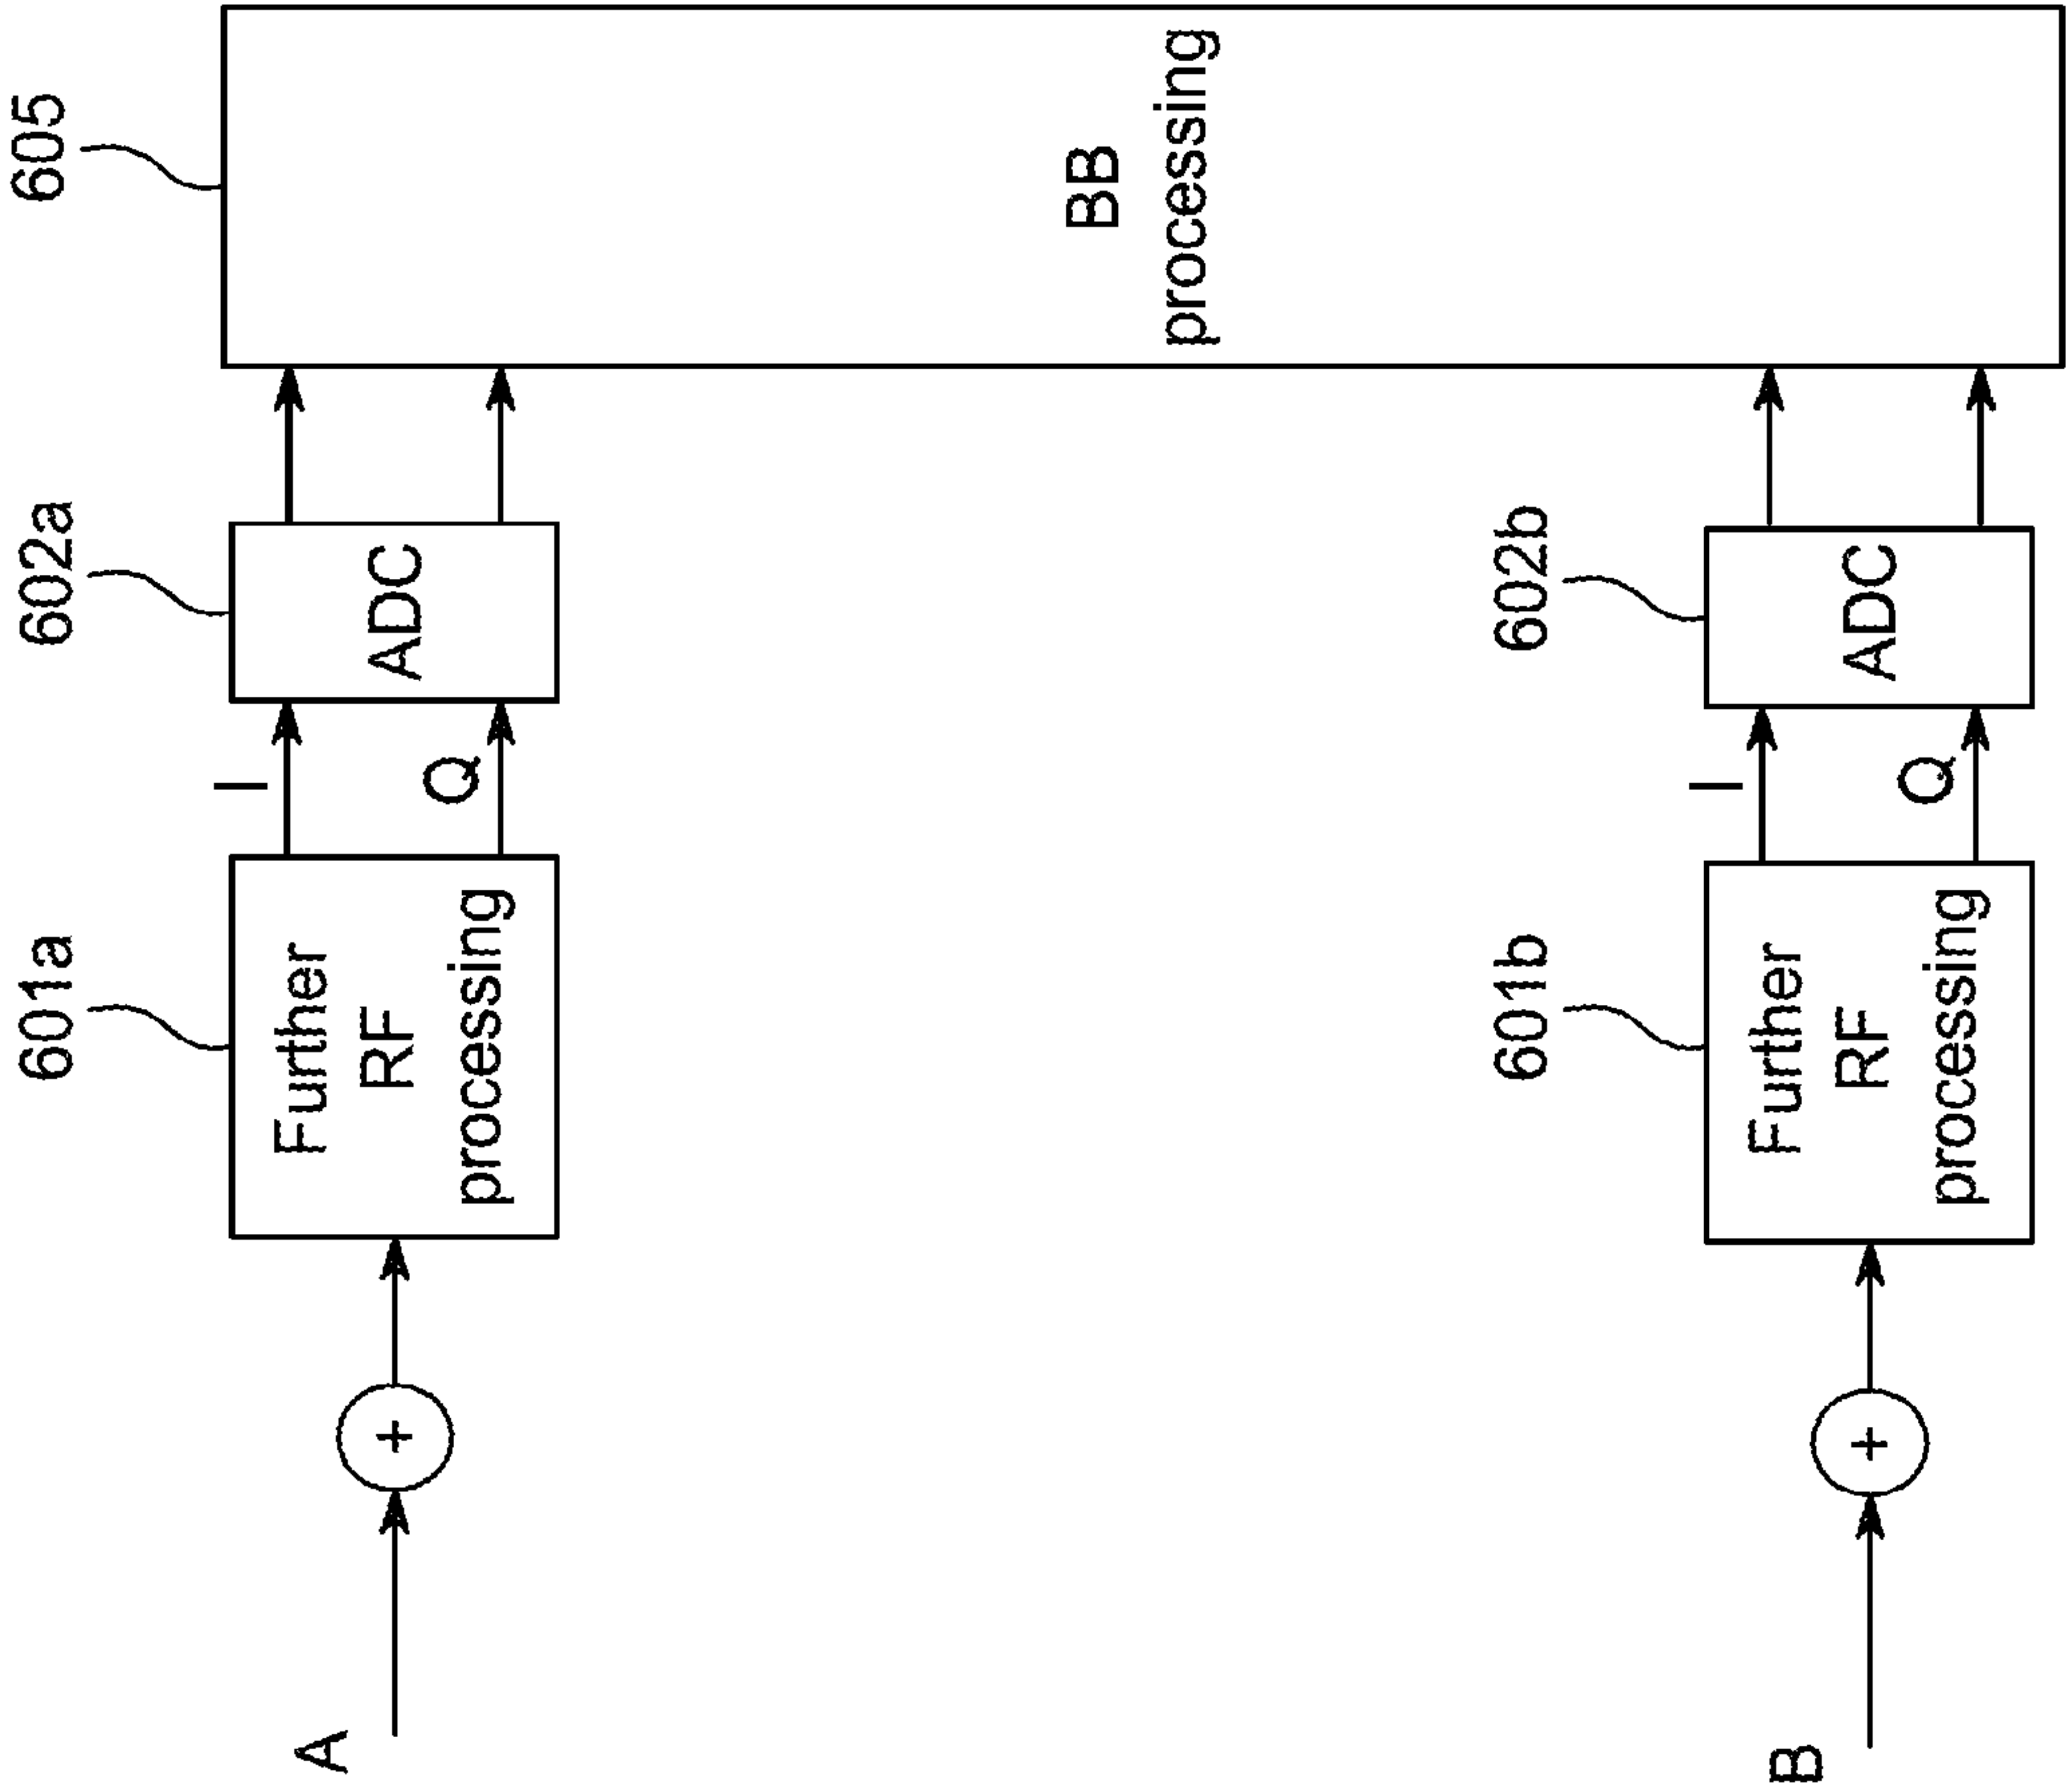 A
+
601a
Further
RF
processing
I
Q
602a
ADC
605
BB
processing
B
+
601b
Further
RF
processing
I
Q
602b
ADC